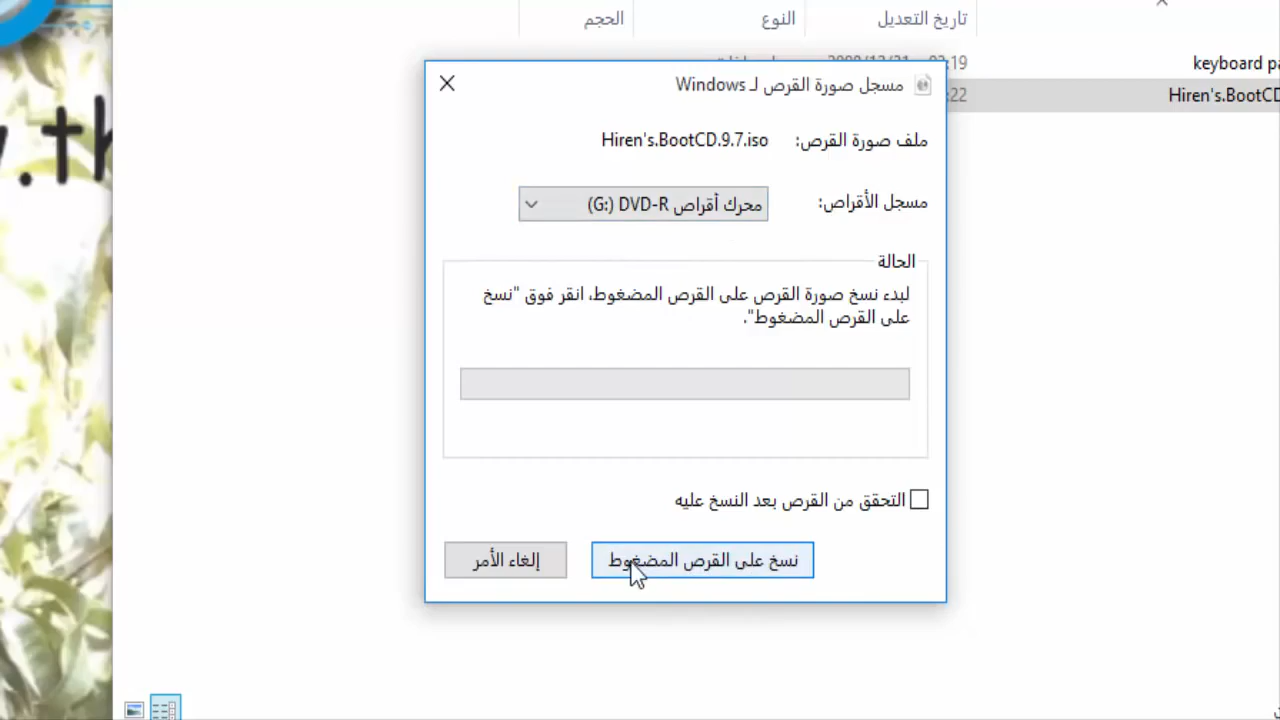 تاريخ التعديل
النوع
الحجم
keyboard
Hiren's.BootCD
مسجل صورة القرص لـ Windows
ملف صورة القرص: Hiren's.BootCD.9.7.iso
مسجل الأقراص: محرك أقراص DVD-R (G:)
الحالة
لبدء نسخ صورة القرص على القرص المضغوط، انقر فوق "نسخ
على القرص المضغوط".
التحقق من القرص بعد النسخ عليه
نسخ على القرص المضغوط
إلغاء الأمر